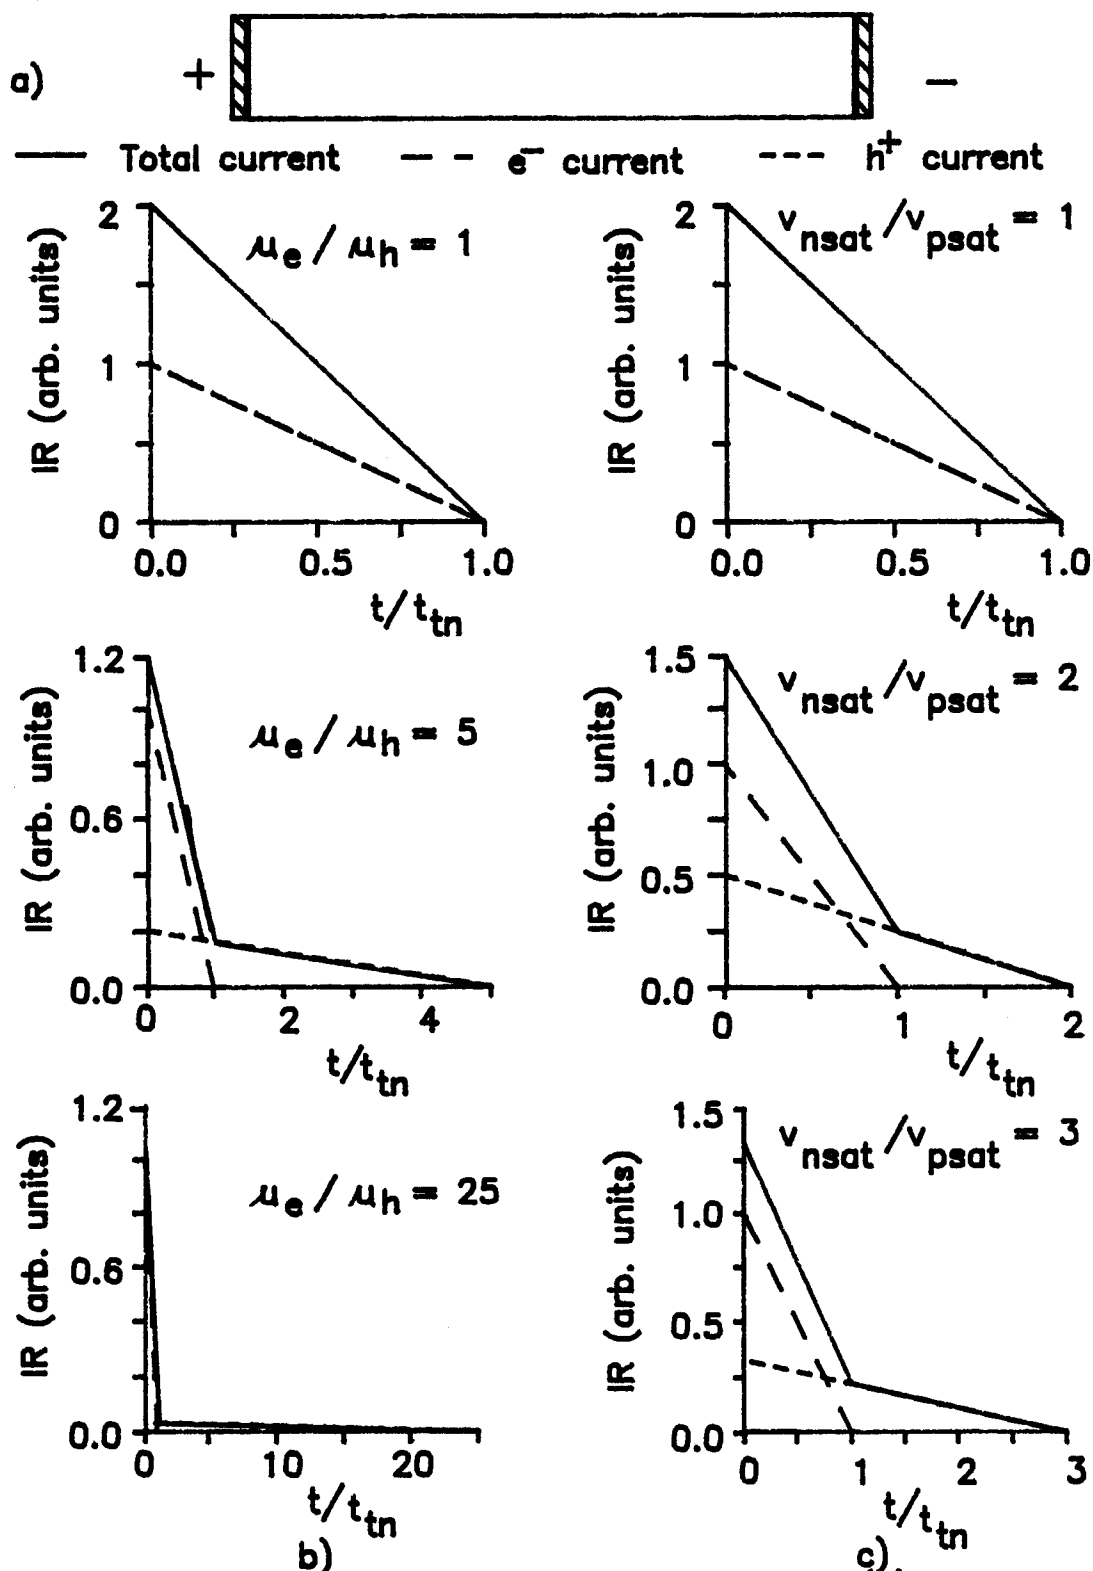 a) + −
Total current e⁻ current h⁺ current
μe / μh = 1
IR (arb. units)
2
1
0
0.0 0.5 1.0
t/ttn
vnsat /vpsat = 1
IR (arb. units)
2
1
0
0.0 0.5 1.0
t/ttn
μe / μh = 5
IR (arb. units)
1.2
0.6
0.0
0 2 4
t/ttn
vnsat /vpsat = 2
IR (arb. units)
1.5
1.0
0.5
0.0
0 1 2
t/ttn
μe / μh = 25
IR (arb. units)
1.2
0.6
0.0
0 10 20
t/ttn
b)
vnsat /vpsat = 3
IR (arb. units)
1.5
1.0
0.5
0.0
0 1 2 3
t/ttn
c).